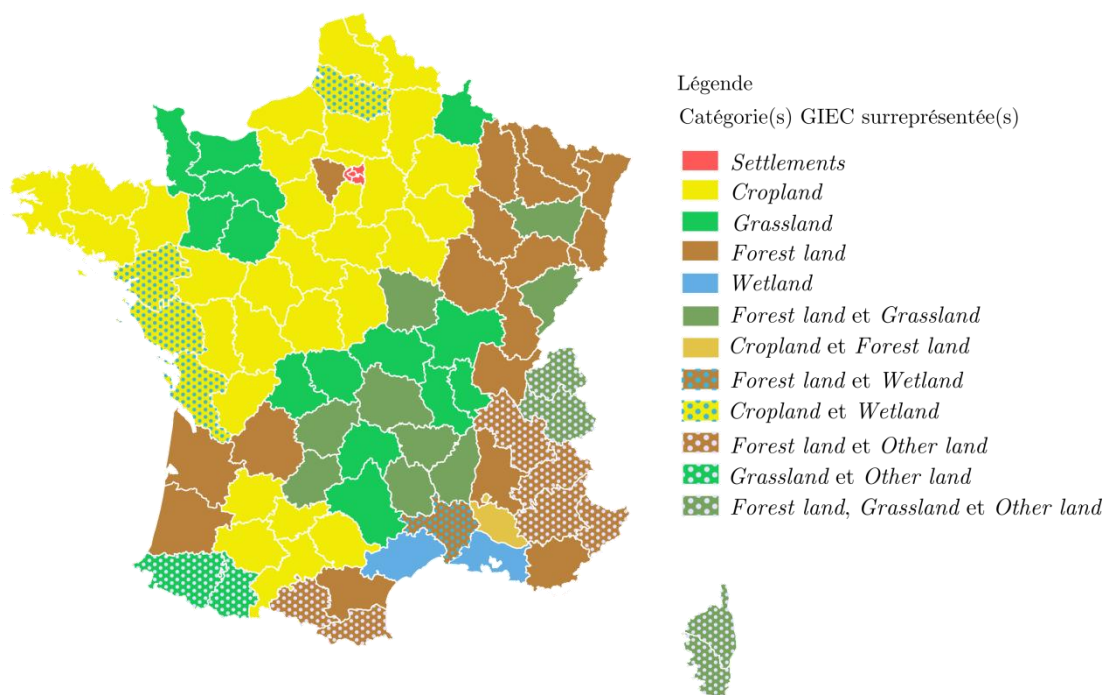 Légende
Catégorie(s) GIEC surreprésentée(s)
Settlements
Cropland
Grassland
Forest land
Wetland
Forest land et Grassland
Cropland et Forest land
Forest land et Wetland
Cropland et Wetland
Forest land et Other land
Grassland et Other land
Forest land, Grassland et Other land